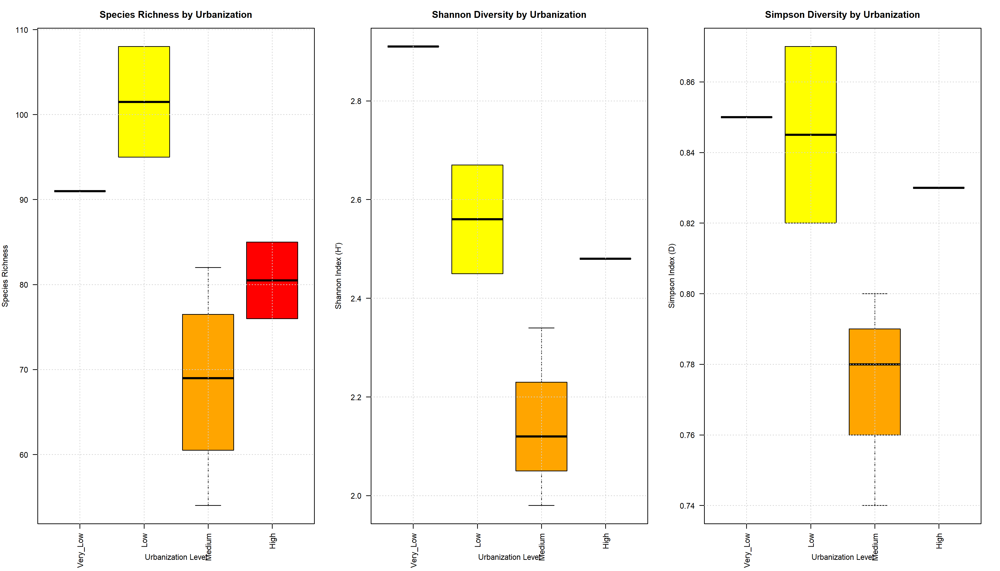 Species Richness by Urbanization
110
100
90
80
70
60
Species Richness
Very_Low
Low
Medium
High
Urbanization Level
Shannon Diversity by Urbanization
2.8
2.6
2.4
2.2
2.0
Shannon Index (H')
Very_Low
Low
Medium
High
Urbanization Level
Simpson Diversity by Urbanization
0.86
0.84
0.82
0.80
0.78
0.76
0.74
Simpson Index (D)
Very_Low
Low
Medium
High
Urbanization Level